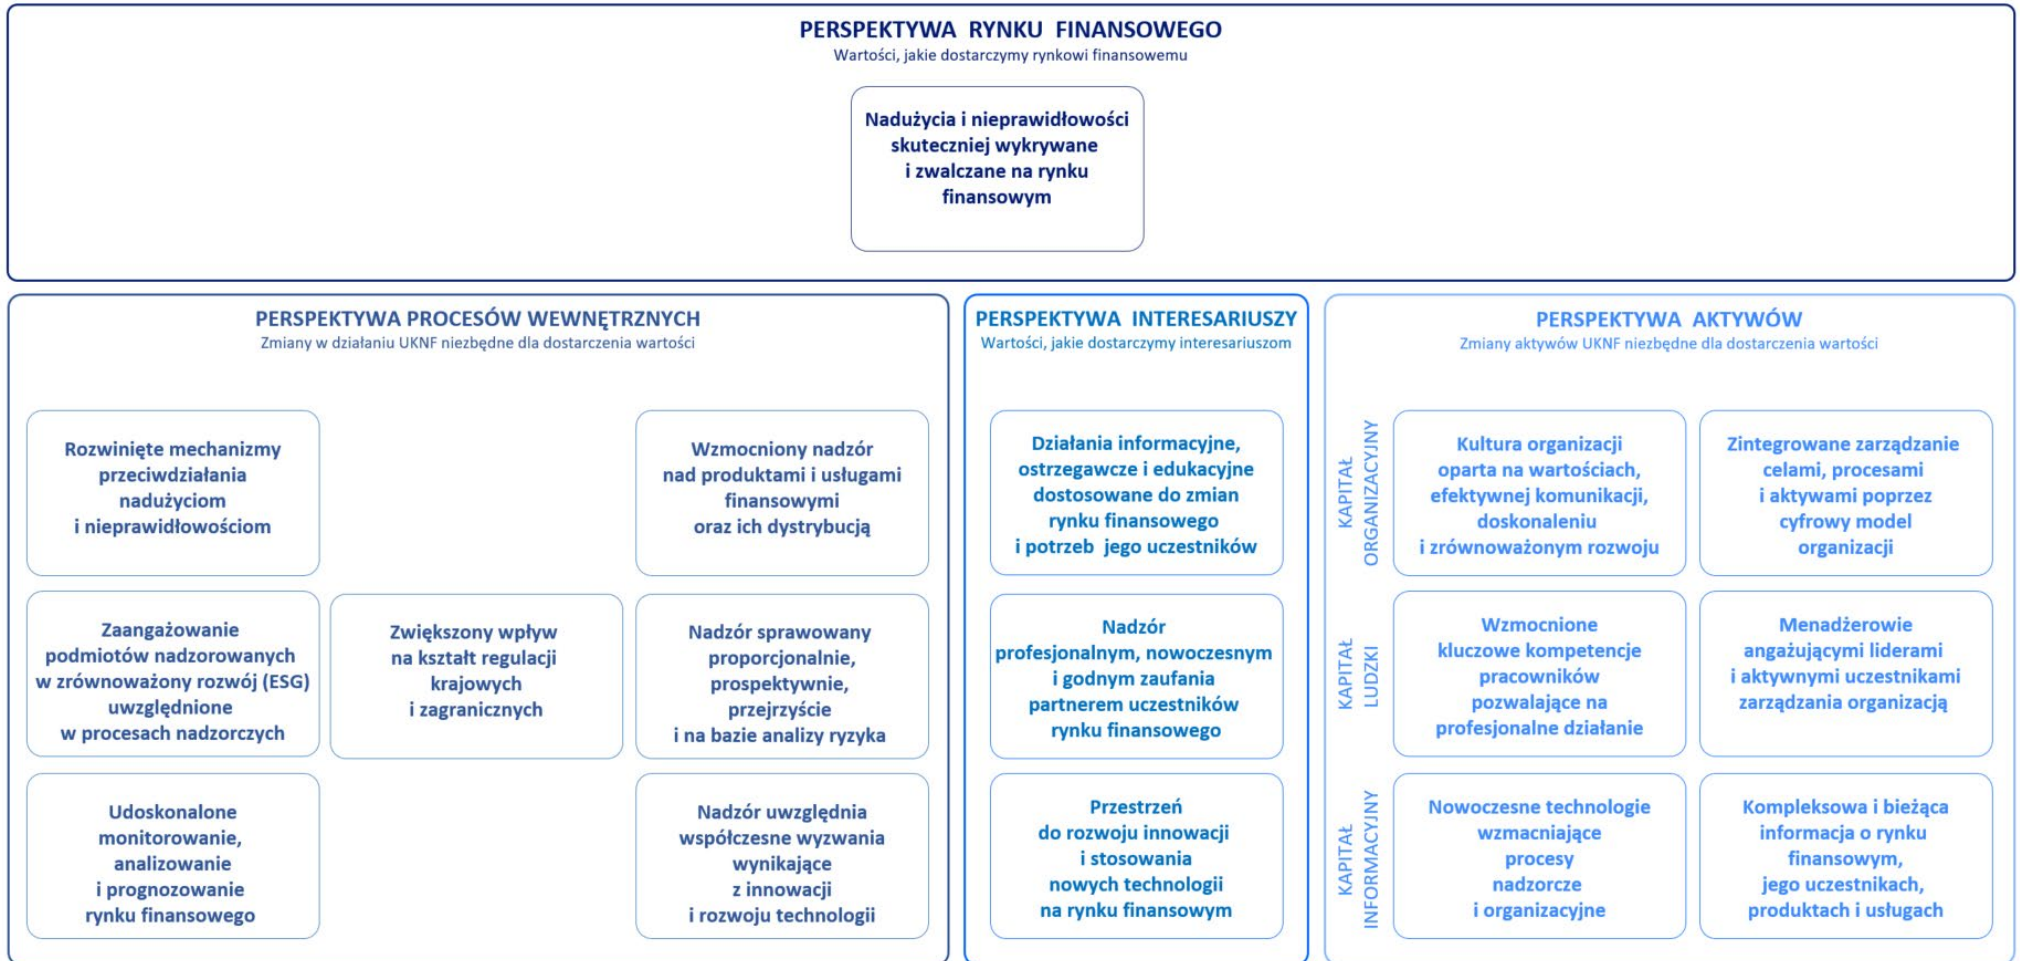 PERSPEKTYWA RYNKU FINANSOWEGO
Wartości, jakie dostarczymy rynkowi finansowemu
Nadużycia i nieprawidłowości
skuteczniej wykrywane
i zwalczane na rynku
finansowym
PERSPEKTYWA PROCESÓW WEWNĘTRZNYCH
Zmiany w działaniu UKNF niezbędne dla dostarczenia wartości
Rozwinięte mechanizmy
przeciwdziałania
nadużyciom
i nieprawidłowościom
Wzmocniony nadzór
nad produktami i usługami
finansowymi
oraz ich dystrybucją
Zaangażowanie
podmiotów nadzorowanych
w zrównoważony rozwój (ESG)
uwzględnione
w procesach nadzorczych
Zwiększony wpływ
na kształt regulacji
krajowych
i zagranicznych
Nadzór sprawowany
proporcjonalnie,
prospektywnie,
przejrzyście
i na bazie analizy ryzyka
Udoskonalone
monitorowanie,
analizowanie
i prognozowanie
rynku finansowego
Nadzór uwzględnia
współczesne wyzwania
wynikające
z innowacji
i rozwoju technologii
PERSPEKTYWA INTERESARIUSZY
Wartości, jakie dostarczymy interesariuszom
Działania informacyjne,
ostrzegawcze i edukacyjne
dostosowane do zmian
rynku finansowego
i potrzeb jego uczestników
Nadzór
profesjonalnym, nowoczesnym
i godnym zaufania
partnerem uczestników
rynku finansowego
Przestrzeń
do rozwoju innowacji
i stosowania
nowych technologii
na rynku finansowym
PERSPEKTYWA AKTYWÓW
Zmiany aktywów UKNF niezbędne dla dostarczenia wartości
KAPITAŁ
ORGANIZACYJNY
Kultura organizacji
oparta na wartościach,
efektywnej komunikacji,
doskonaleniu
i zrównoważonym rozwoju
Zintegrowane zarządzanie
celami, procesami
i aktywami poprzez
cyfrowy model
organizacji
KAPITAŁ
LUDZKI
Wzmocnione
kluczowe kompetencje
pracowników
pozwalające na
profesjonalne działanie
Menadżerowie
angażującymi liderami
i aktywnymi uczestnikami
zarządzania organizacją
KAPITAŁ
INFORMACYJNY
Nowoczesne technologie
wzmacniające
procesy
nadzorcze
i organizacyjne
Kompleksowa i bieżąca
informacja o rynku
finansowym,
jego uczestnikach,
produktach i usługach